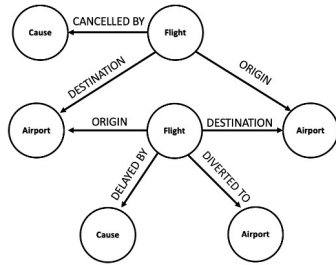 CANCELLED BY
Cause
Flight
DESTINATION
ORIGIN
Airport
ORIGIN
Flight
DESTINATION
Airport
DELAYED BY
DIVERTED TO
Cause
Airport